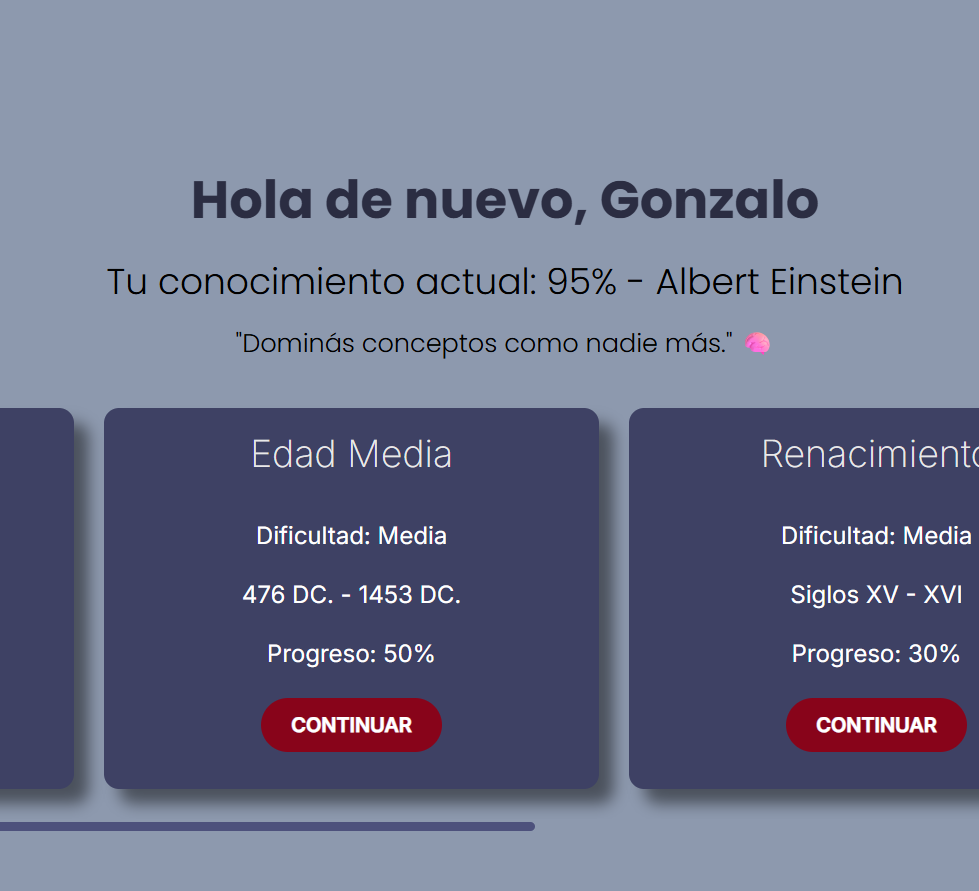 Hola de nuevo, Gonzalo
Tu conocimiento actual: 95% - Albert Einstein
"Dominás conceptos como nadie más." 🧠
Edad Media
Dificultad: Media
476 DC. - 1453 DC.
Progreso: 50%
CONTINUAR
Renacimiento
Dificultad: Media
Siglos XV - XVI
Progreso: 30%
CONTINUAR